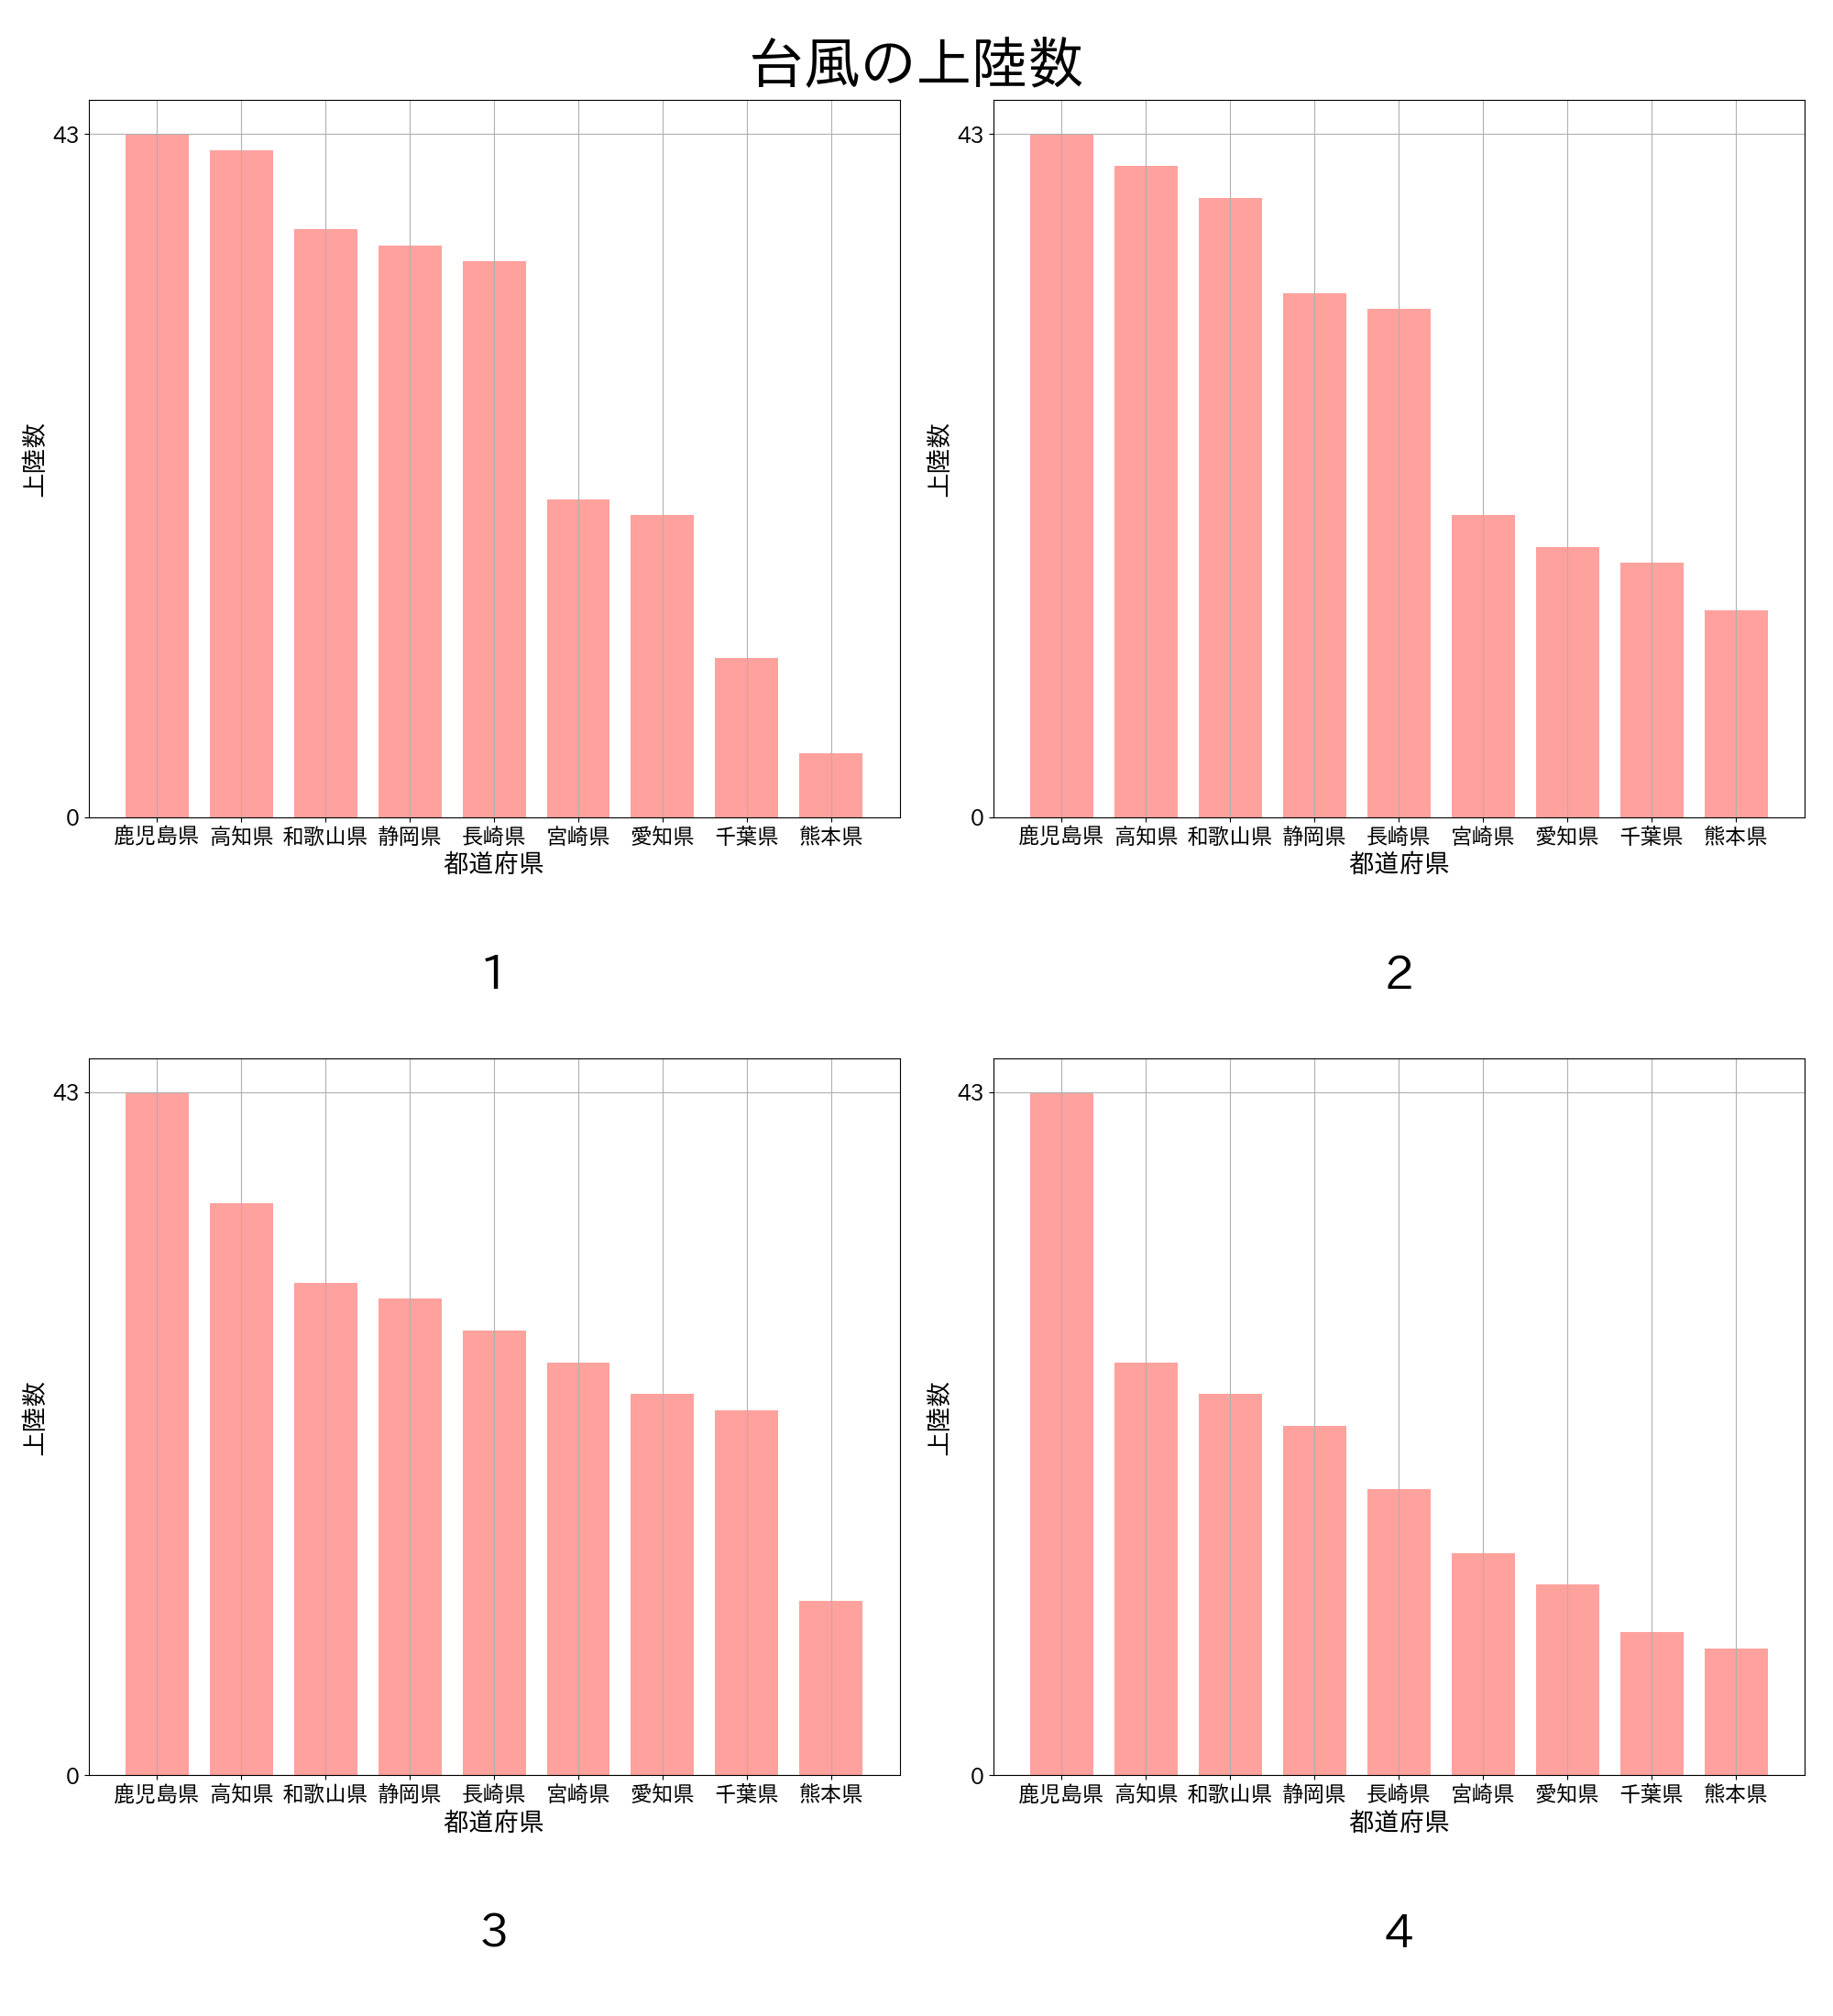 台風の上陸数
43
0
上陸数
鹿児島県 高知県 和歌山県 静岡県 長崎県 宮崎県 愛知県 千葉県 熊本県
都道府県
1
43
0
上陸数
鹿児島県 高知県 和歌山県 静岡県 長崎県 宮崎県 愛知県 千葉県 熊本県
都道府県
2
43
0
上陸数
鹿児島県 高知県 和歌山県 静岡県 長崎県 宮崎県 愛知県 千葉県 熊本県
都道府県
3
43
0
上陸数
鹿児島県 高知県 和歌山県 静岡県 長崎県 宮崎県 愛知県 千葉県 熊本県
都道府県
4